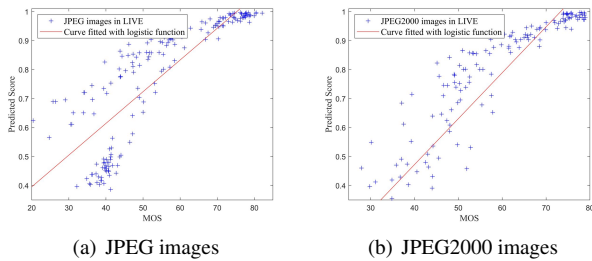 JPEG images in LIVE
Curve fitted with logistic function
Predicted Score
1
0.9
0.8
0.7
0.6
0.5
0.4
20 30 40 50 60 70 80
MOS
(a) JPEG images
JPEG2000 images in LIVE
Curve fitted with logistic function
Predicted Score
1
0.9
0.8
0.7
0.6
0.5
0.4
30 40 50 60 70 80
MOS
(b) JPEG2000 images